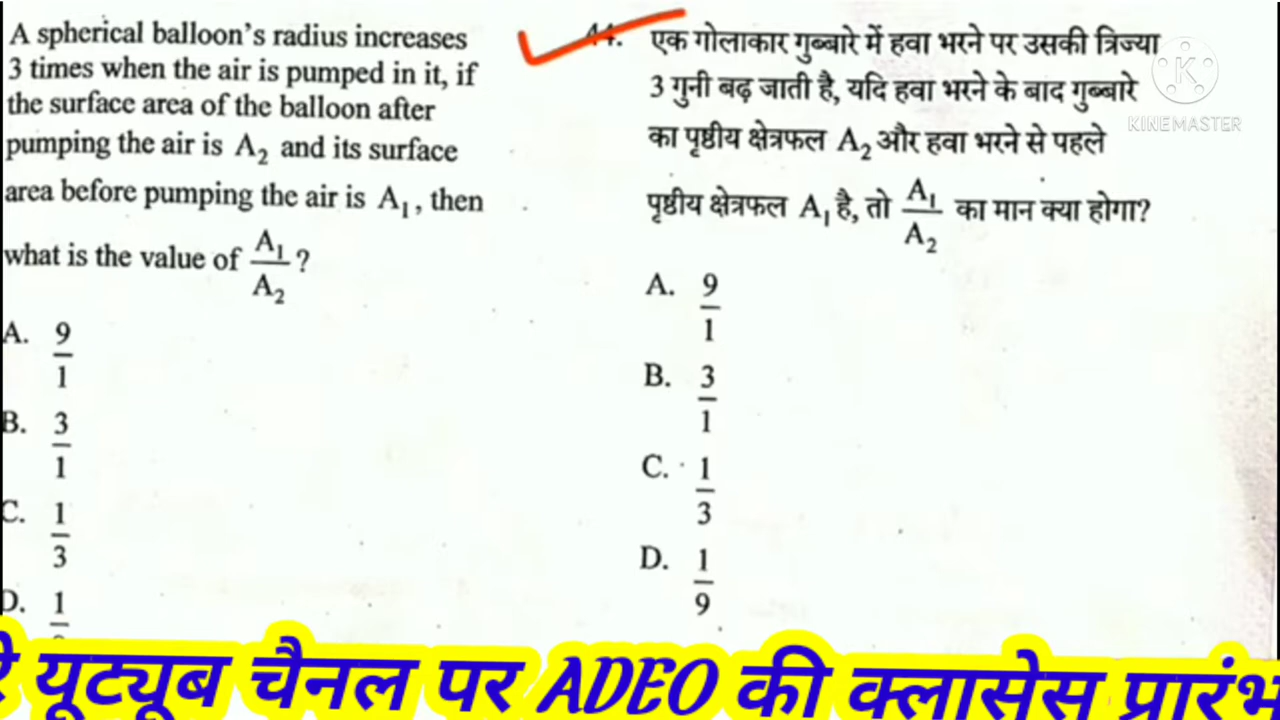 A spherical balloon's radius increases
3 times when the air is pumped in it, if
the surface area of the balloon after
pumping the air is A₂ and its surface
area before pumping the air is A₁, then
what is the value of A₁/A₂ ?
A. 9/1
B. 3/1
C. 1/3
D. 1/
44. एक गोलाकार गुब्बारे में हवा भरने पर उसकी त्रिज्या
3 गुनी बढ़ जाती है, यदि हवा भरने के बाद गुब्बारे
का पृष्ठीय क्षेत्रफल A₂ और हवा भरने से पहले
पृष्ठीय क्षेत्रफल A₁ है, तो A₁/A₂ का मान क्या होगा?
A. 9/1
B. 3/1
C. 1/3
D. 1/9
K
KINEMASTER
रे यूट्यूब चैनल पर ADEO की क्लासेस प्रारंभ